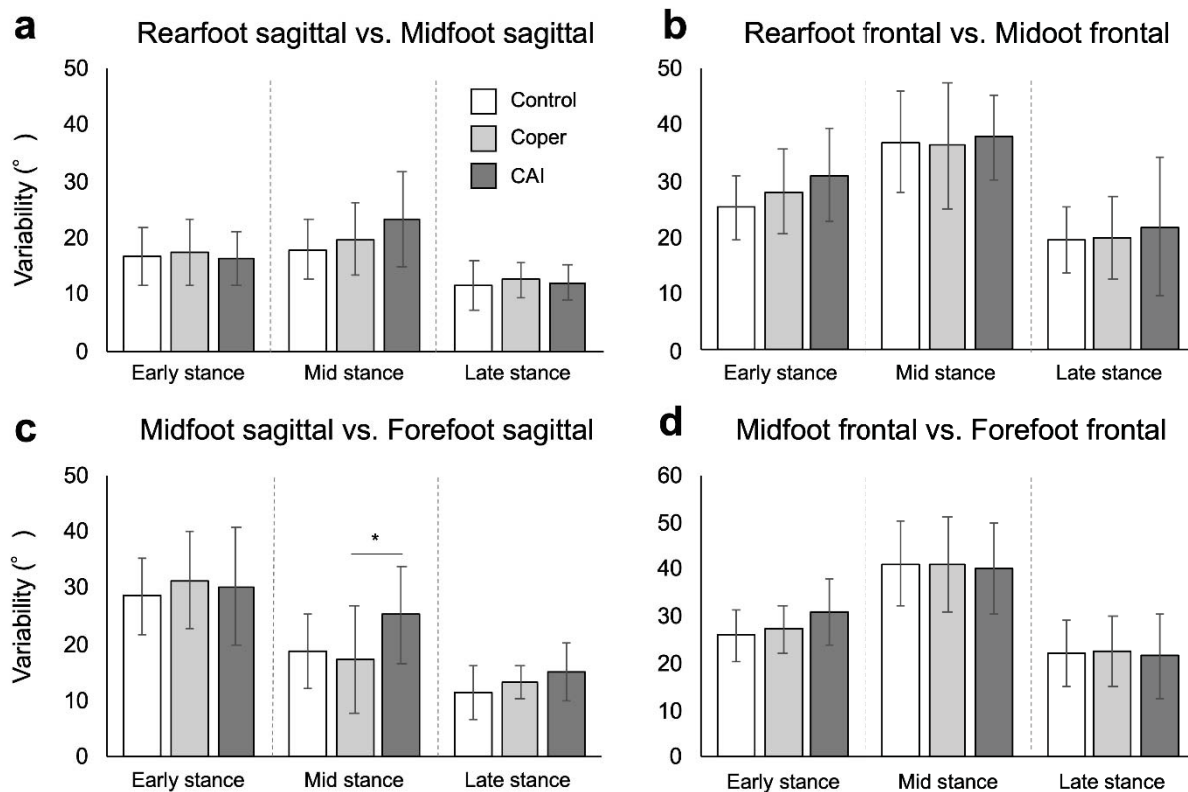 a
Rearfoot sagittal vs. Midfoot sagittal
Variability (°)
50
40
30
20
10
0
Control
Coper
CAI
Early stance
Mid stance
Late stance
b
Rearfoot frontal vs. Midoot frontal
50
40
30
20
10
0
Early stance
Mid stance
Late stance
c
Midfoot sagittal vs. Forefoot sagittal
Variability (°)
50
40
30
20
10
0
*
Early stance
Mid stance
Late stance
d
Midfoot frontal vs. Forefoot frontal
60
50
40
30
20
10
0
Early stance
Mid stance
Late stance